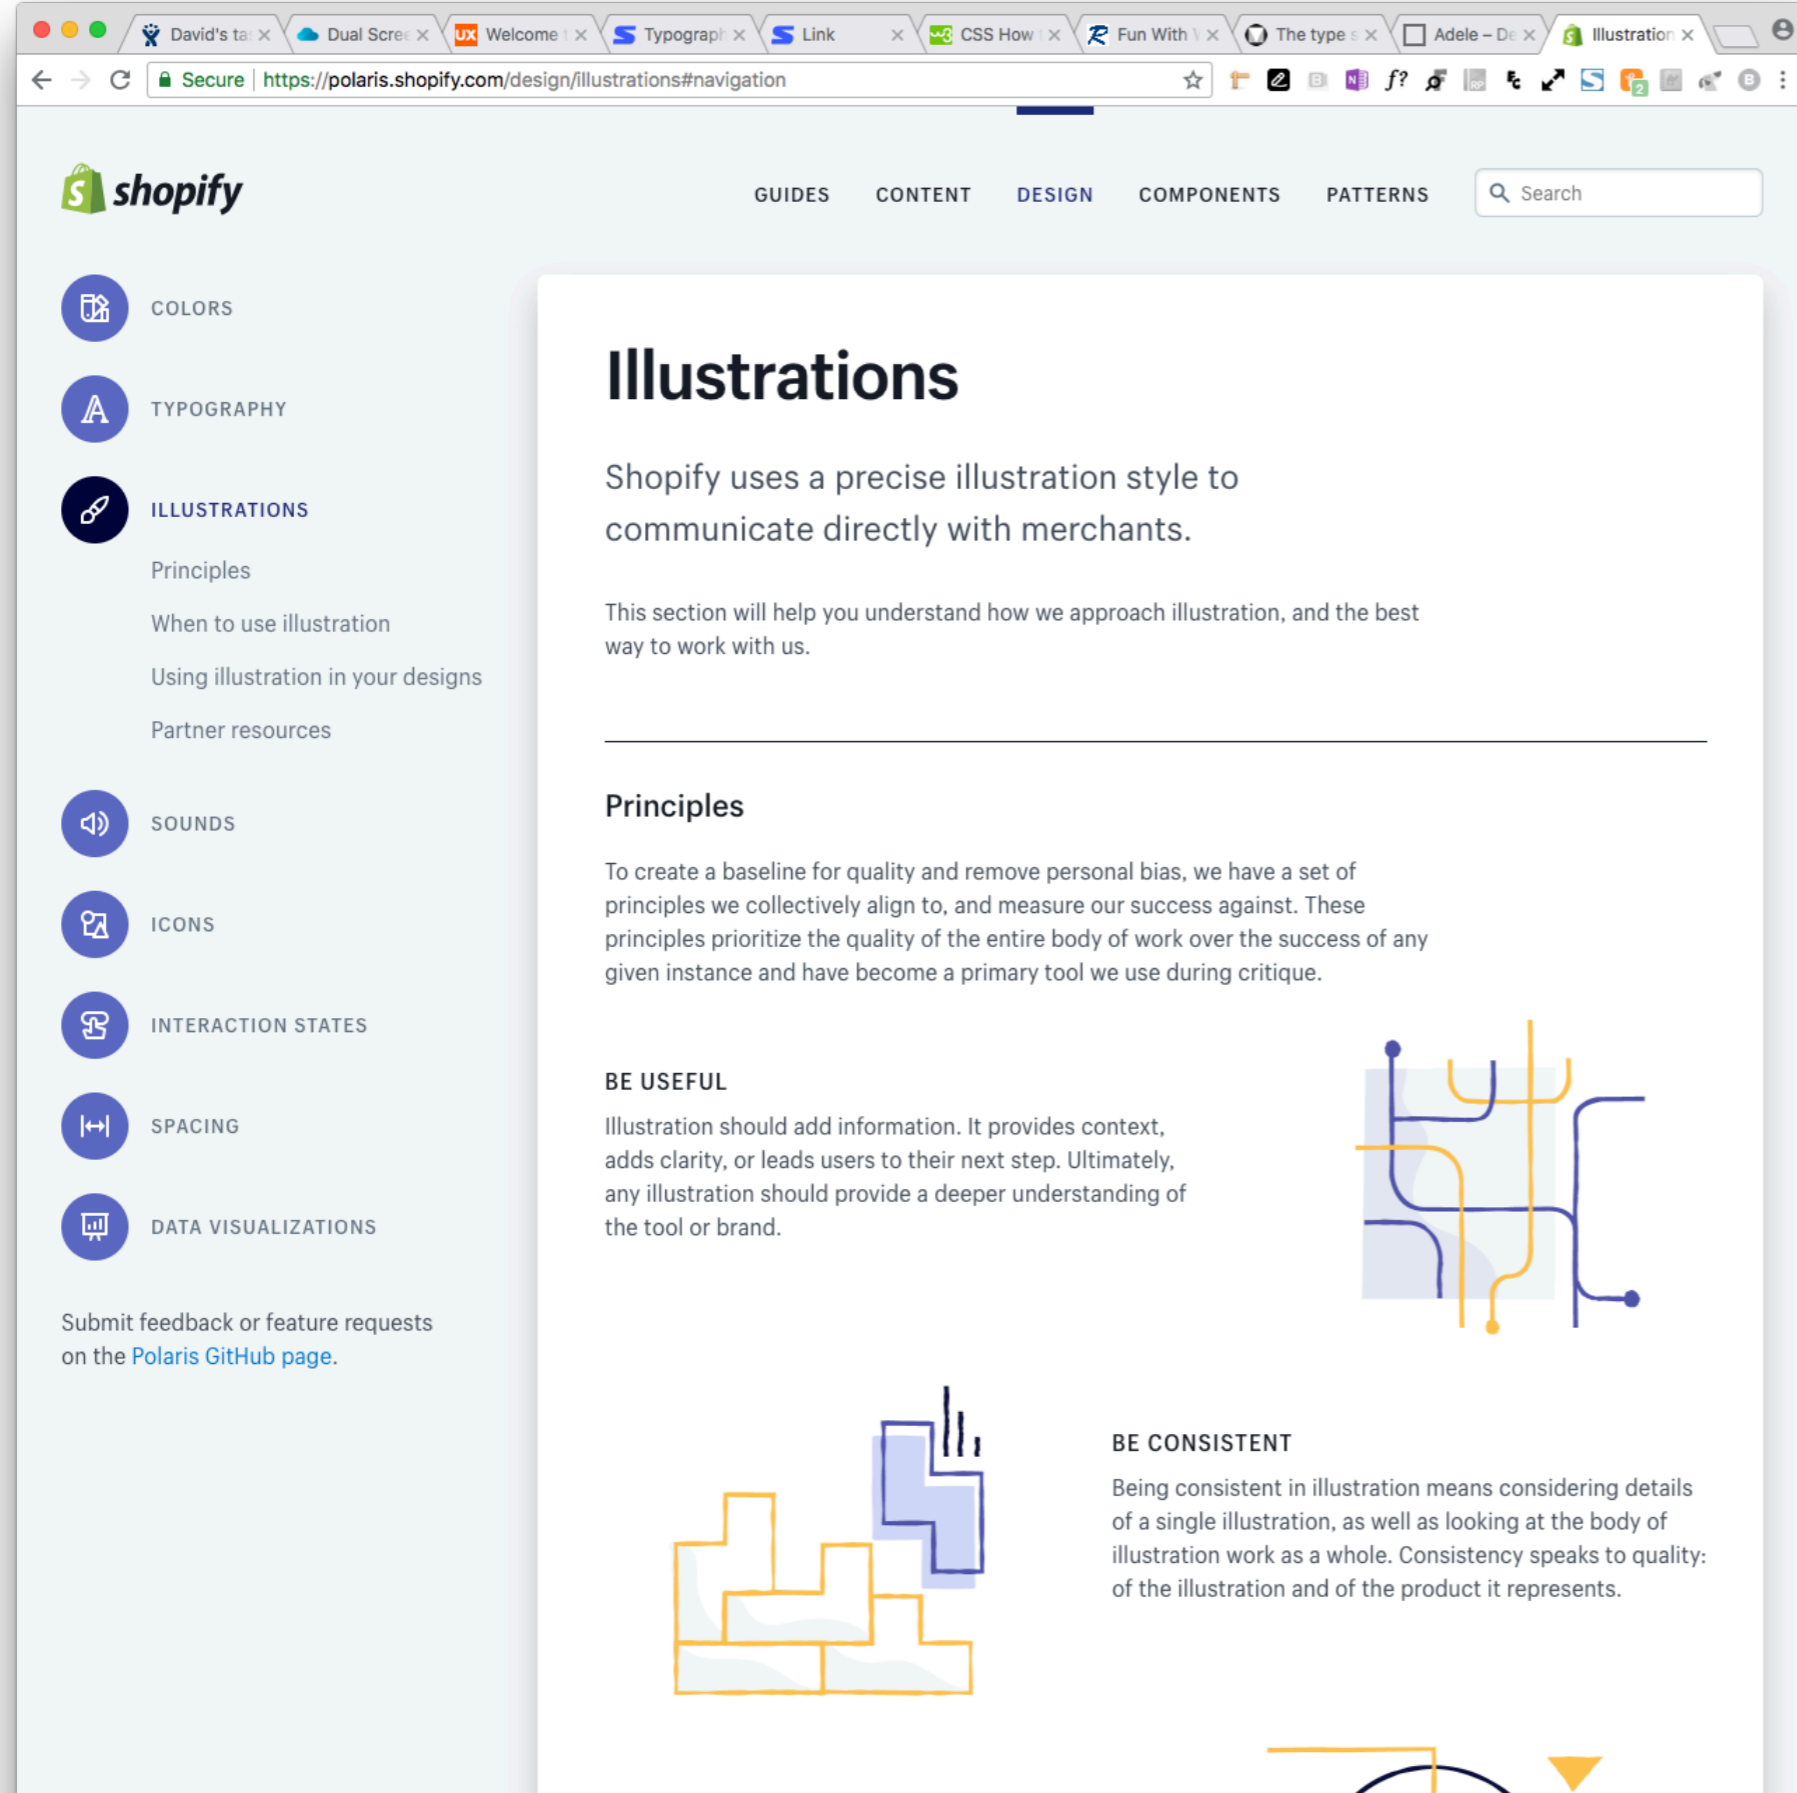 David's ta
Dual Scree
UX Welcome t
Typograph
Link
CSS How
Fun With
The type s
Adele – De
Illustration
Secure https://polaris.shopify.com/design/illustrations#navigation
shopify
GUIDES
CONTENT
DESIGN
COMPONENTS
PATTERNS
Search
COLORS
TYPOGRAPHY
ILLUSTRATIONS
Principles
When to use illustration
Using illustration in your designs
Partner resources
SOUNDS
ICONS
INTERACTION STATES
SPACING
DATA VISUALIZATIONS
Submit feedback or feature requests
on the Polaris GitHub page.
Illustrations
Shopify uses a precise illustration style to
communicate directly with merchants.
This section will help you understand how we approach illustration, and the best
way to work with us.
Principles
To create a baseline for quality and remove personal bias, we have a set of
principles we collectively align to, and measure our success against. These
principles prioritize the quality of the entire body of work over the success of any
given instance and have become a primary tool we use during critique.
BE USEFUL
Illustration should add information. It provides context,
adds clarity, or leads users to their next step. Ultimately,
any illustration should provide a deeper understanding of
the tool or brand.
BE CONSISTENT
Being consistent in illustration means considering details
of a single illustration, as well as looking at the body of
illustration work as a whole. Consistency speaks to quality:
of the illustration and of the product it represents.